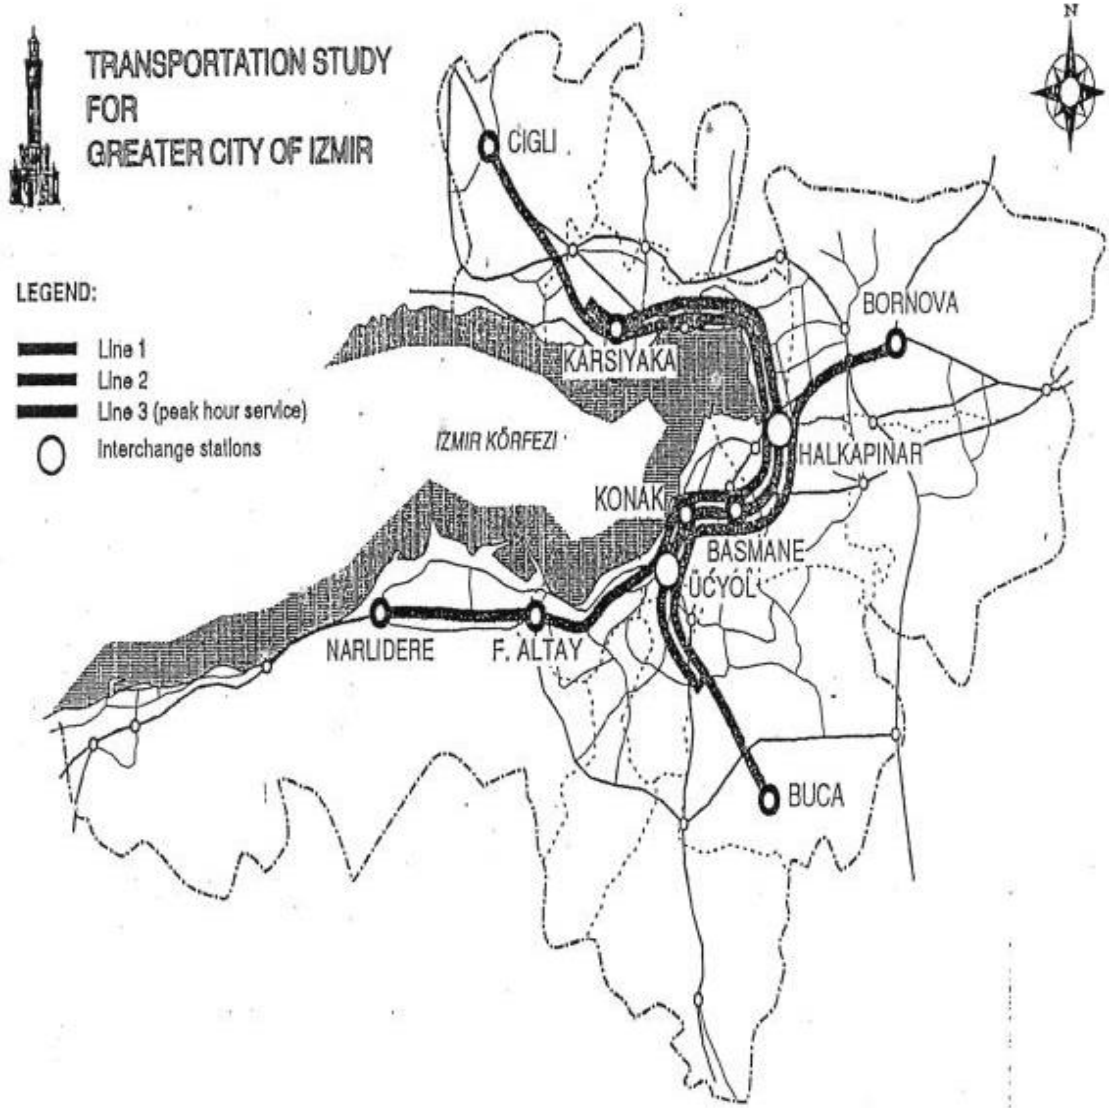 TRANSPORTATION STUDY
FOR
GREATER CITY OF IZMIR
N
LEGEND:
Line 1
Line 2
Line 3 (peak hour service)
Interchange stations
CIGLI
BORNOVA
KARSIYAKA
IZMIR KÖRFEZI
HALKAPINAR
KONAK
BASMANE
ÜCYOL
NARLIDERE
F. ALTAY
BUCA